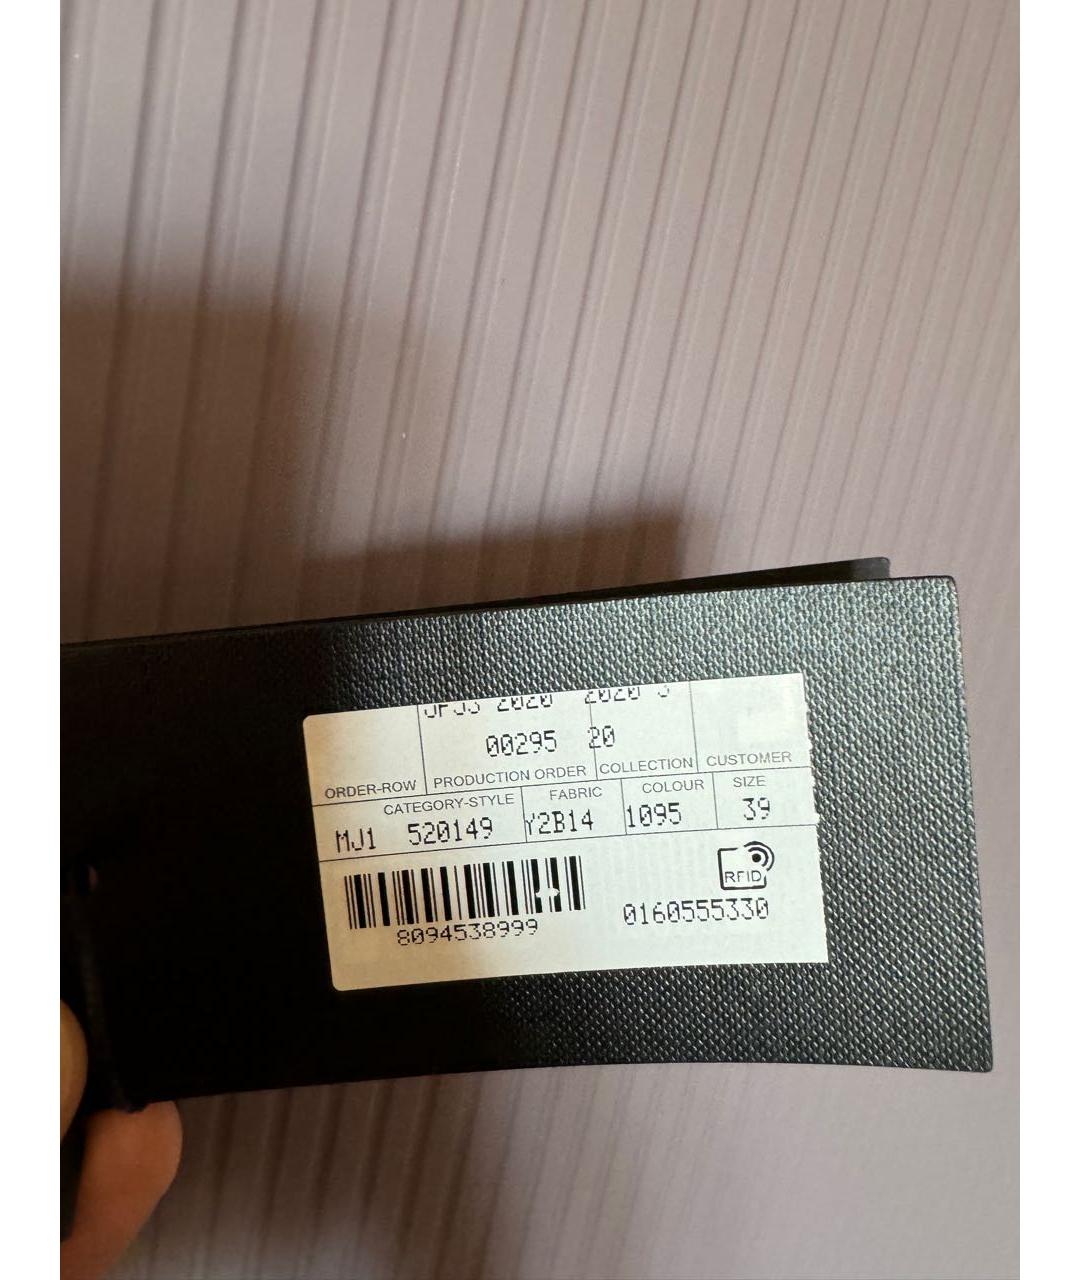 2020
00295 20
ORDER-ROW PRODUCTION ORDER COLLECTION CUSTOMER
CATEGORY-STYLE FABRIC COLOUR SIZE
MJ1 520149 Y2B14 1095 39
RFID
8094538999 0160555330